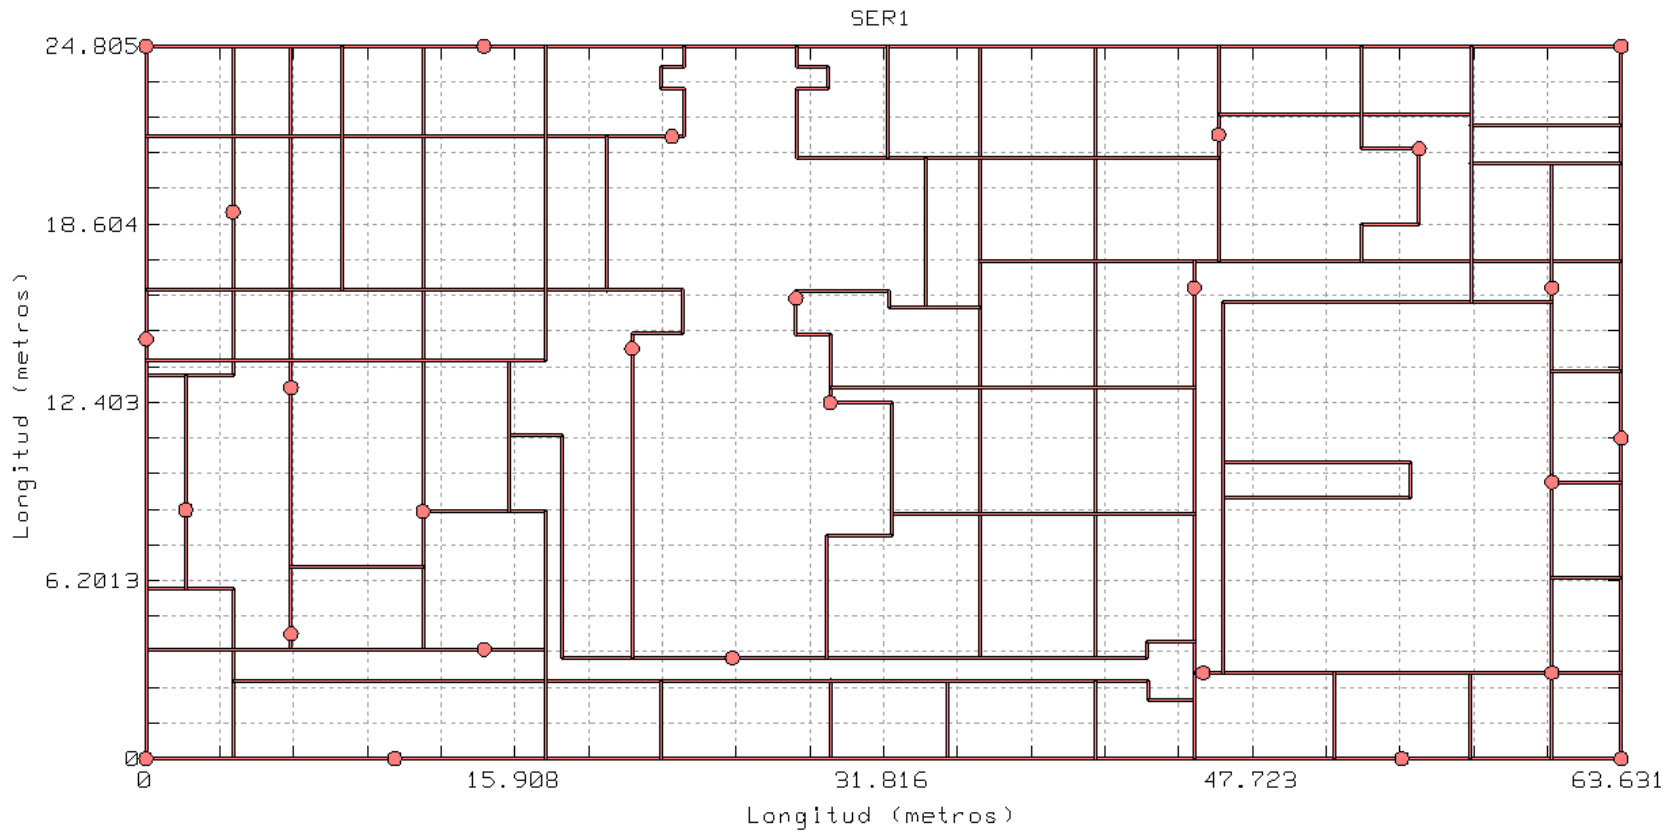 SER1
24.805
18.604
12.403
6.2013
0
0 15.908 31.816 47.723 63.631
Longitud (metros)
Longitud (metros)